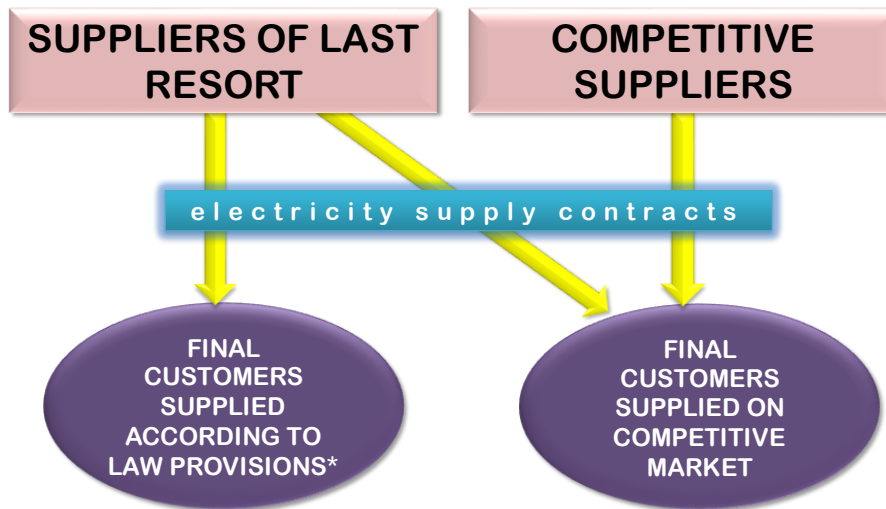 SUPPLIERS OF LAST
RESORT
COMPETITIVE
SUPPLIERS
electricity supply contracts
FINAL
CUSTOMERS
SUPPLIED
ACCORDING TO
LAW PROVISIONS*
FINAL
CUSTOMERS
SUPPLIED ON
COMPETITIVE
MARKET